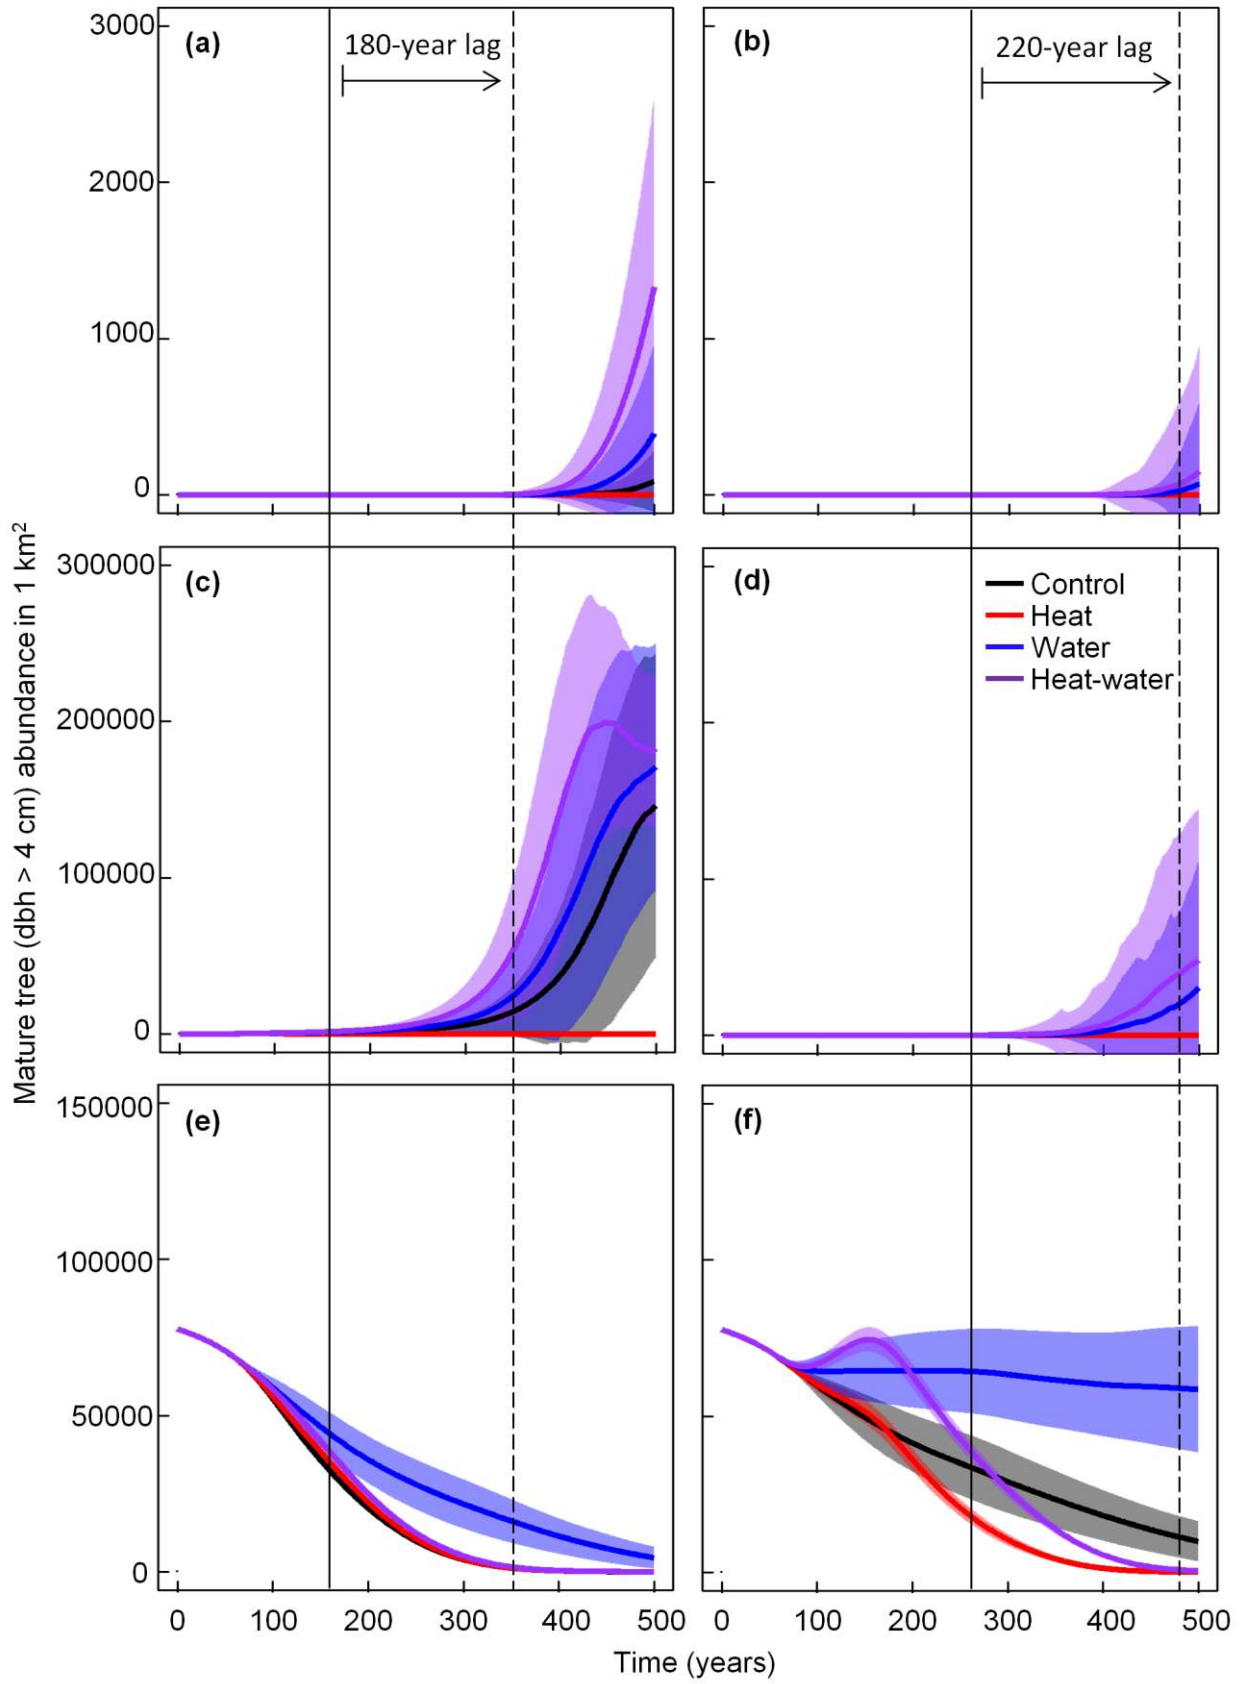 3000
2000
1000
0
(a)
180-year lag
(b)
220-year lag
300000
200000
100000
0
(c)
(d)
Control
Heat
Water
Heat-water
Mature tree (dbh > 4 cm) abundance in 1 km²
150000
100000
50000
0
(e)
(f)
0 100 200 300 400 500
0 100 200 300 400 500
Time (years)